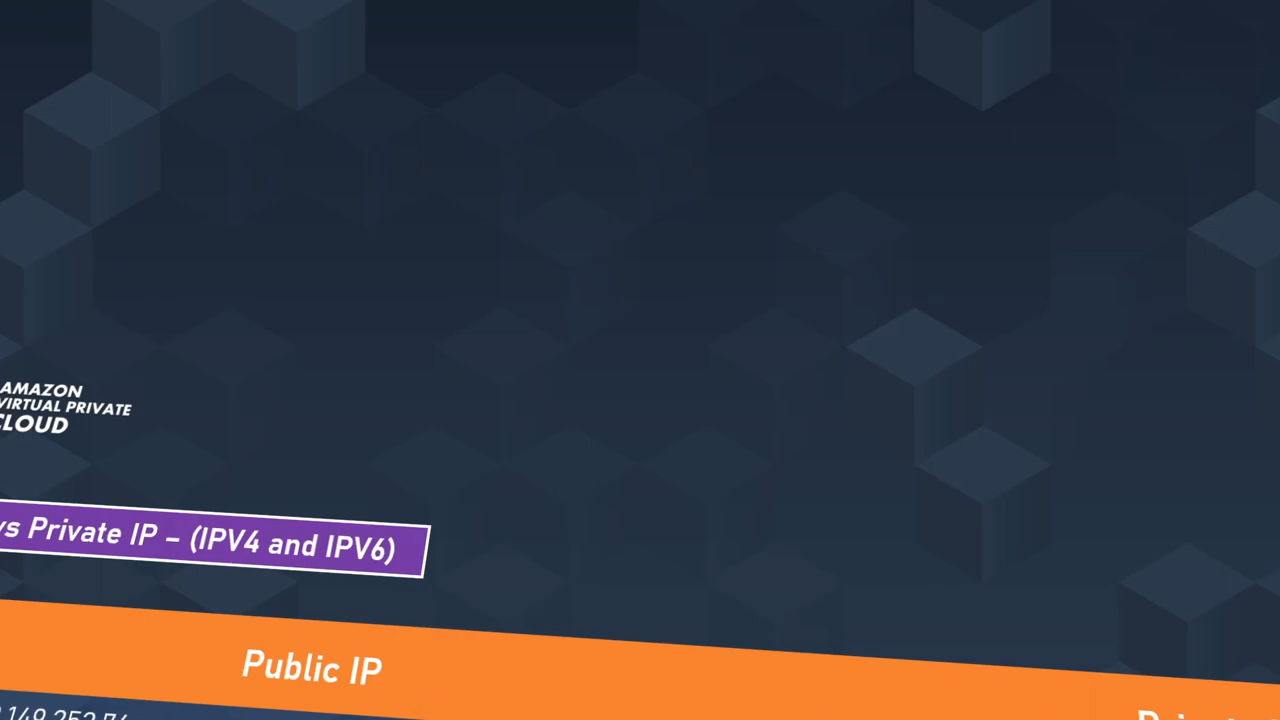 AMAZON
VIRTUAL PRIVATE
CLOUD
vs Private IP – (IPV4 and IPV6)
Public IP